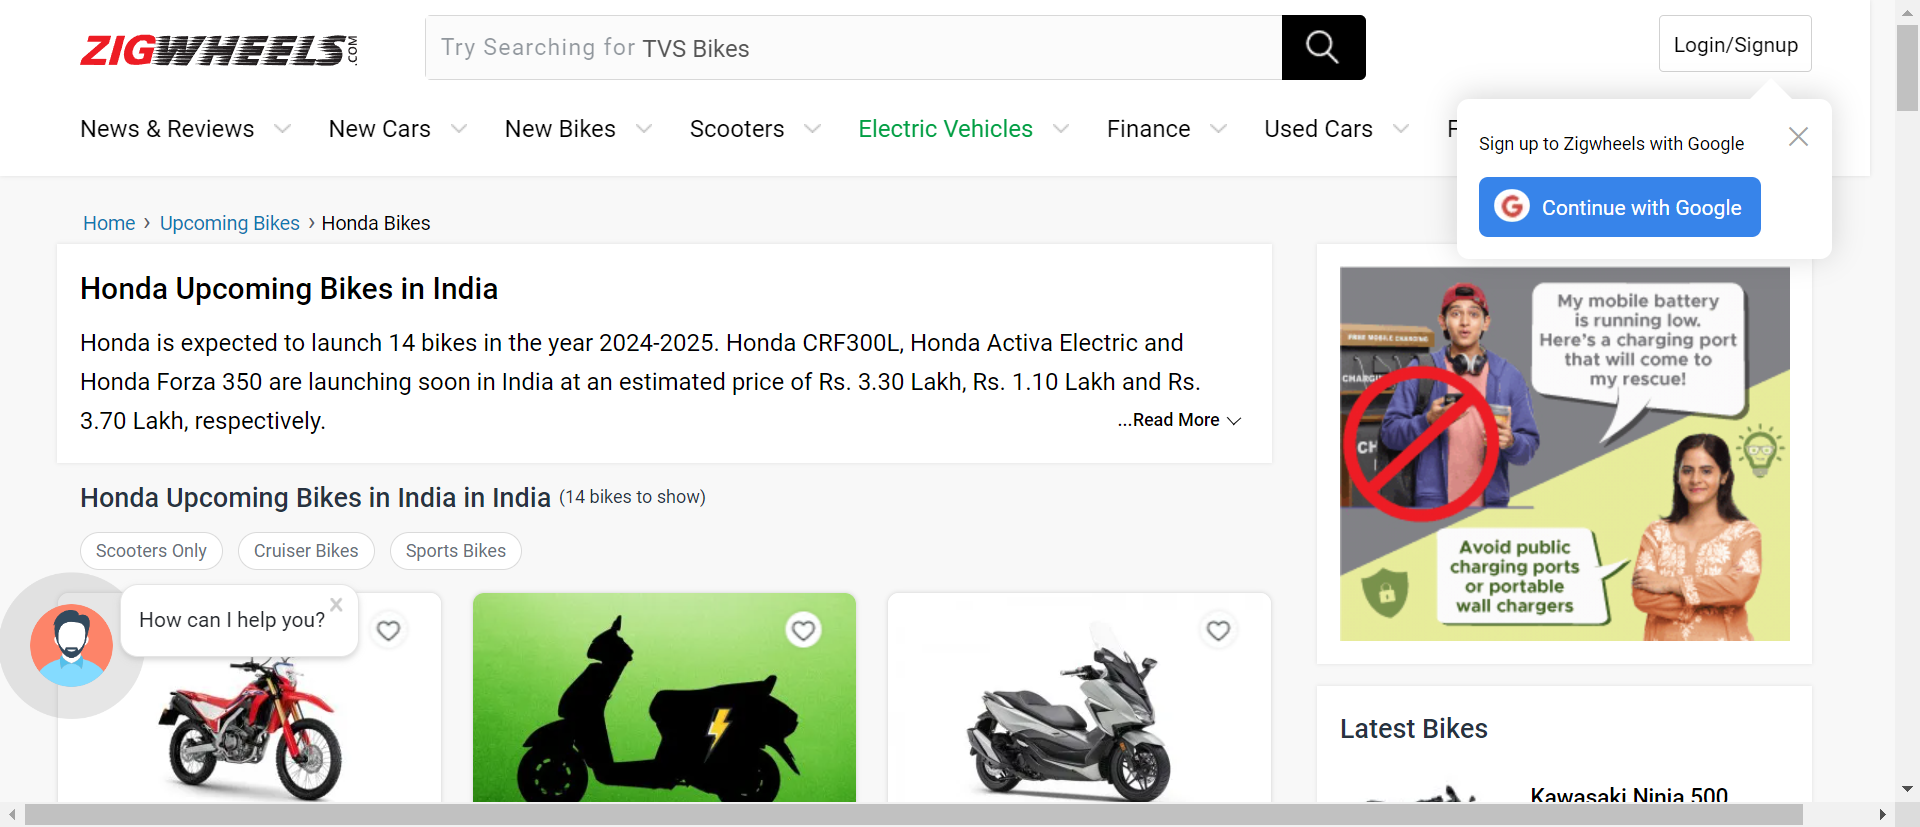 ZIGWHEELS.COM
Try Searching for TVS Bikes
Login/Signup
News & Reviews
New Cars
New Bikes
Scooters
Electric Vehicles
Finance
Used Cars
Sign up to Zigwheels with Google
Continue with Google
Home › Upcoming Bikes › Honda Bikes
Honda Upcoming Bikes in India
Honda is expected to launch 14 bikes in the year 2024-2025. Honda CRF300L, Honda Activa Electric and
Honda Forza 350 are launching soon in India at an estimated price of Rs. 3.30 Lakh, Rs. 1.10 Lakh and Rs.
3.70 Lakh, respectively.
...Read More
Honda Upcoming Bikes in India in India (14 bikes to show)
Scooters Only
Cruiser Bikes
Sports Bikes
How can I help you?
My mobile battery
is running low.
Here's a charging port
that will come to
my rescue!
FREE MOBILE CHARGING
Avoid public
charging ports
or portable
wall chargers
Latest Bikes
Kawasaki Ninja 500